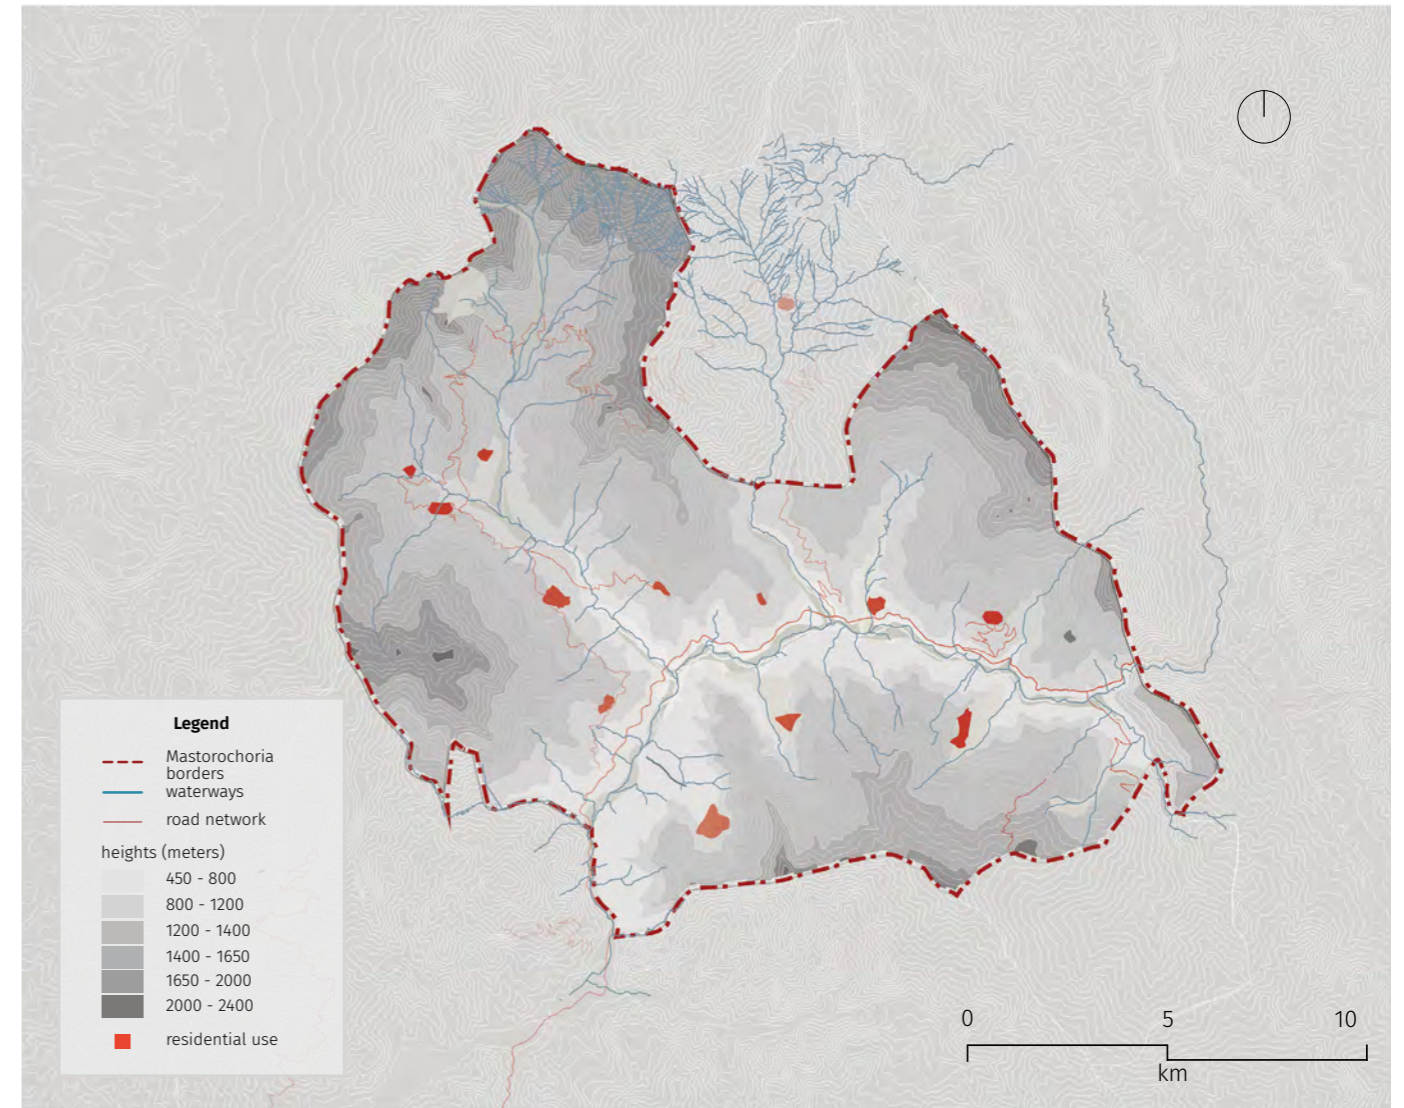 Legend
Mastorochoria
borders
waterways
road network
heights (meters)
450 - 800
800 - 1200
1200 - 1400
1400 - 1650
1650 - 2000
2000 - 2400
residential use
0 5 10
km